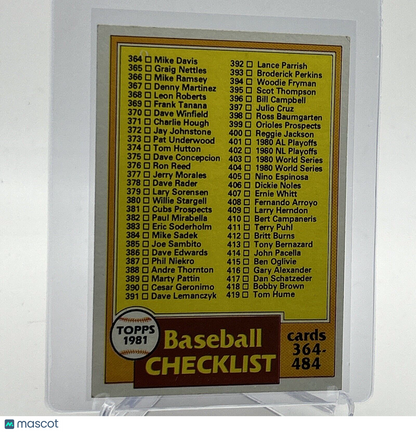 364 Mike Davis
365 Graig Nettles
366 Mike Ramsey
367 Denny Martinez
368 Leon Roberts
369 Frank Tanana
370 Dave Winfield
371 Charlie Hough
372 Jay Johnstone
373 Pat Underwood
374 Tom Hutton
375 Dave Concepcion
376 Ron Reed
377 Jerry Morales
378 Dave Rader
379 Lary Sorensen
380 Willie Stargell
381 Cubs Prospects
382 Paul Mirabella
383 Eric Soderholm
384 Mike Sadek
385 Joe Sambito
386 Dave Edwards
387 Phil Niekro
388 Andre Thornton
389 Marty Pattin
390 Cesar Geronimo
391 Dave Lemanczyk
392 Lance Parrish
393 Broderick Perkins
394 Woodie Fryman
395 Scot Thompson
396 Bill Campbell
397 Julio Cruz
398 Ross Baumgarten
399 Orioles Prospects
400 Reggie Jackson
401 1980 AL Playoffs
402 1980 NL Playoffs
403 1980 World Series
404 1980 World Series
405 Nino Espinosa
406 Dickie Noles
407 Ernie Whitt
408 Fernando Arroyo
409 Larry Herndon
410 Bert Campaneris
411 Terry Puhl
412 Britt Burns
413 Tony Bernazard
414 John Pacella
415 Ben Oglivie
416 Gary Alexander
417 Dan Schatzeder
418 Bobby Brown
419 Tom Hume
TOPPS
1981
Baseball
CHECKLIST
cards
364-
484
mascot